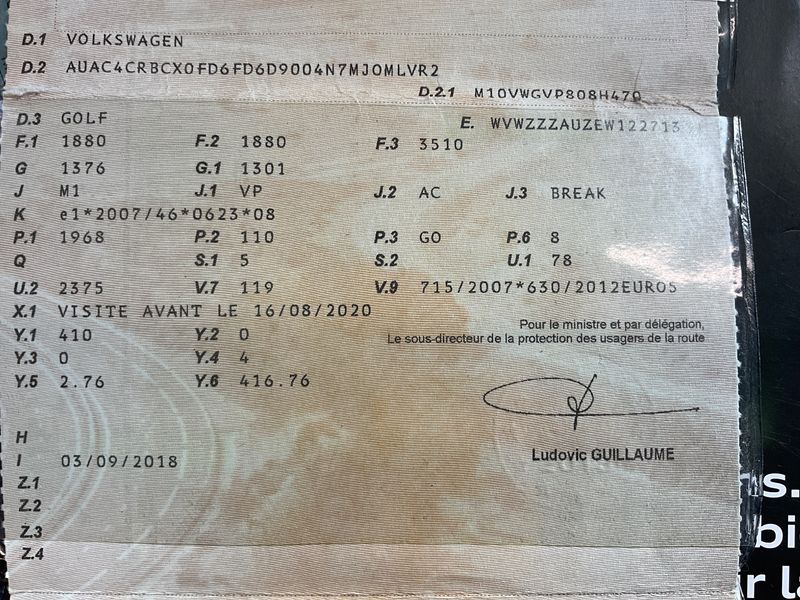 D.1 VOLKSWAGEN
D.2 AUAC4CRBCX0FD6FD6D9004N7MJOMLVR2
D.2.1 M10VWGVP808H470
D.3 GOLF
E. WVWZZZAUZEW122713
F.1 1880 F.2 1880 F.3 3510
G 1376 G.1 1301
J M1 J.1 VP J.2 AC J.3 BREAK
K e1*2007/46*0623*08
P.1 1968 P.2 110 P.3 GO P.6 8
Q S.1 5 S.2 U.1 78
U.2 2375 V.7 119 V.9 715/2007*630/2012EURO5
X.1 VISITE AVANT LE 16/08/2020
Y.1 410 Y.2 0
Pour le ministre et par délégation,
Le sous-directeur de la protection des usagers de la route
Y.3 0 Y.4 4
Y.5 2.76 Y.6 416.76
H
I 03/09/2018
Ludovic GUILLAUME
Z.1
Z.2
Z.3
Z.4